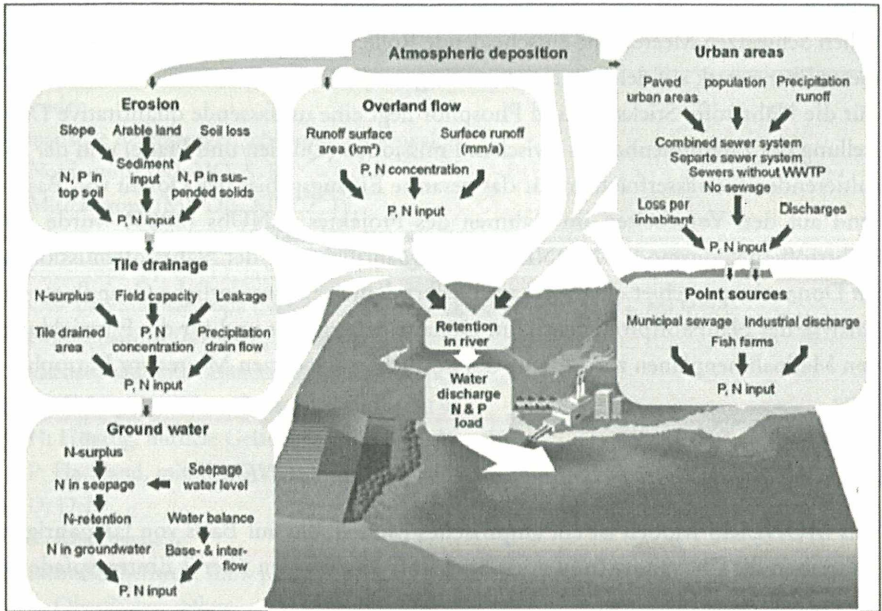 Atmospheric deposition
Erosion
Slope Arable land Soil loss
Sediment
input
N, P in
top soil
N, P in sus-
pended solids
P, N input
Overland flow
Runoff surface
area (km²)
Surface runoff
(mm/a)
P, N concentration
P, N input
Urban areas
Paved
urban areas
population
Precipitation
runoff
Combined sewer system
Separte sewer system
Sewers without WWTP
No sewage
Loss per
inhabitant
Discharges
P, N input
Tile drainage
N-surplus Field capacity Leakage
Tile drained
area
P, N
concentration
Precipitation
drain flow
P, N input
Point sources
Municipal sewage Industrial discharge
Fish farms
P, N input
Retention
in river
Water
discharge
N & P
load
Ground water
N-surplus
N in seepage
Seepage
water level
N-retention
Water balance
N in groundwater
Base- & inter-
flow
P, N input